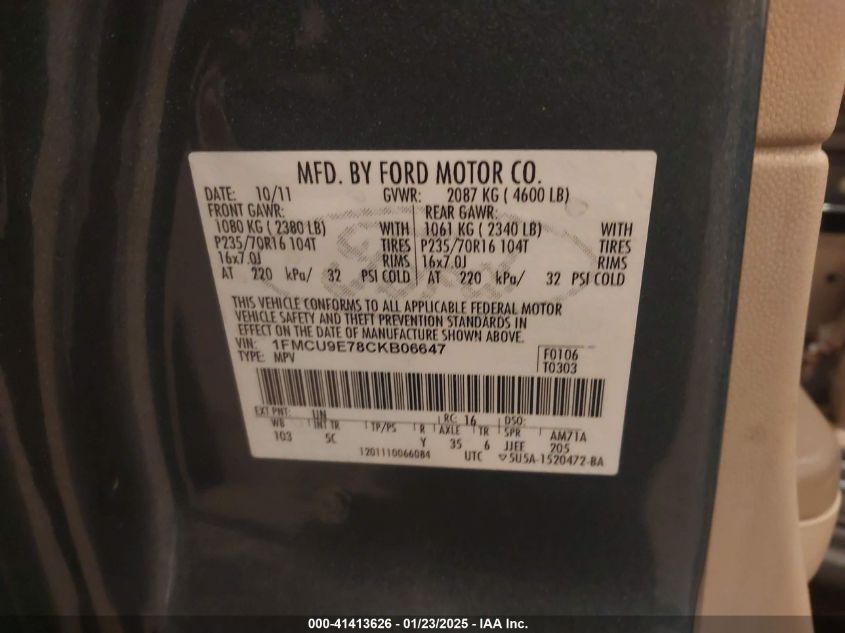 MFD. BY FORD MOTOR CO.
DATE: 10/11 GVWR: 2087 KG ( 4600 LB)
FRONT GAWR: REAR GAWR:
1080 KG ( 2380 LB) WITH 1061 KG ( 2340 LB) WITH
P235/70R16 104T TIRES P235/70R16 104T TIRES
16x7.0J RIMS 16x7.0J RIMS
AT 220 kPa/ 32 PSI COLD AT 220 kPa/ 32 PSI COLD
THIS VEHICLE CONFORMS TO ALL APPLICABLE FEDERAL MOTOR
VEHICLE SAFETY AND THEFT PREVENTION STANDARDS IN
EFFECT ON THE DATE OF MANUFACTURE SHOWN ABOVE.
VIN: 1FMCU9E78CKB06647 F0106
TYPE: MPV T0303
EXT PNT: UN RC: 16 DSO:
WB INT TR TP/PS R AXLE TR SPR AM71A
103 5C Y 35 6 JJEE 205
1201110066084 UTC ▽5U5A-1520472-BA
000-41413626 - 01/23/2025 - IAA Inc.